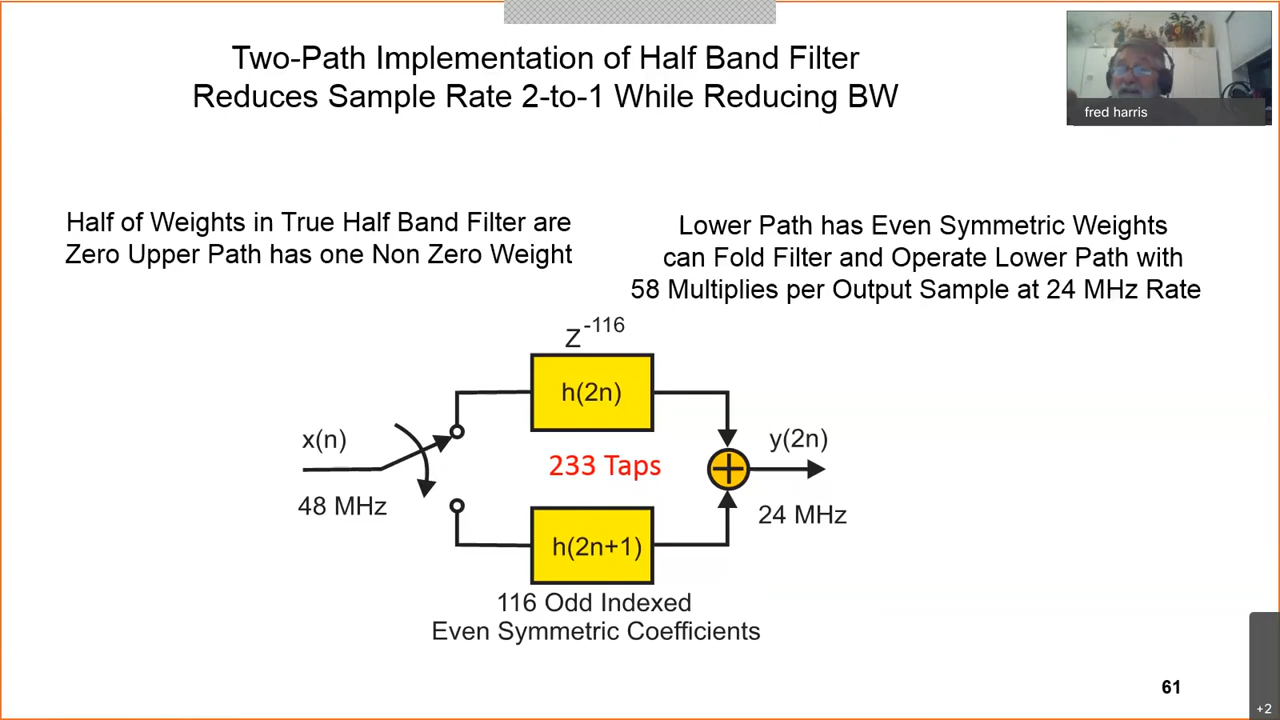 Two-Path Implementation of Half Band Filter
Reduces Sample Rate 2-to-1 While Reducing BW
fred harris
Half of Weights in True Half Band Filter are
Zero Upper Path has one Non Zero Weight
Lower Path has Even Symmetric Weights
can Fold Filter and Operate Lower Path with
58 Multiplies per Output Sample at 24 MHz Rate
Z-116
h(2n)
x(n)
y(2n)
233 Taps
48 MHz
24 MHz
h(2n+1)
116 Odd Indexed
Even Symmetric Coefficients
61
+2